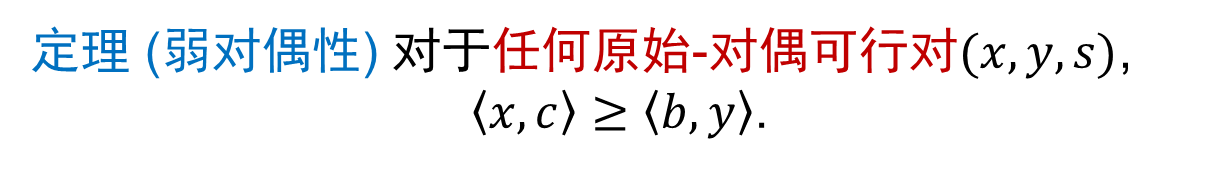 定理 (弱对偶性) 对于任何原始-对偶可行对(𝑥, 𝑦, 𝑠),
⟨𝑥, 𝑐⟩ ≥ ⟨𝑏, 𝑦⟩.